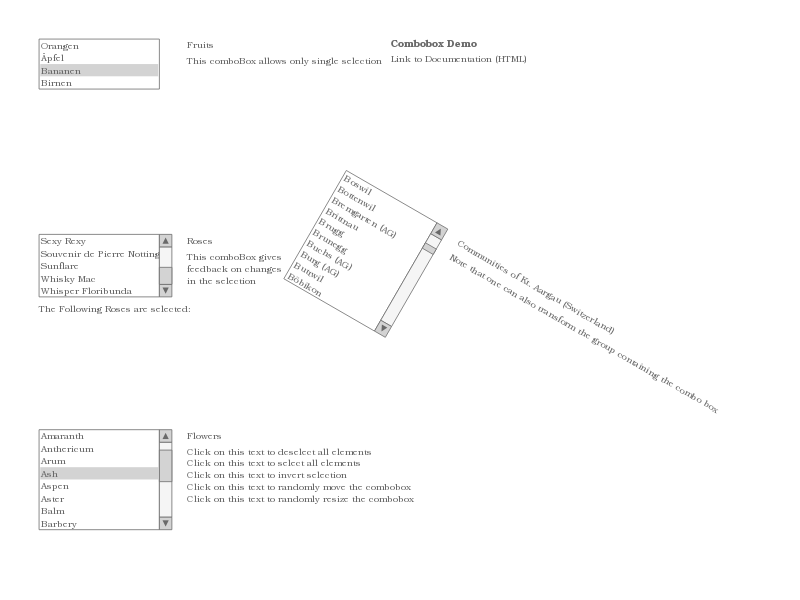 Orangen
Äpfel
Bananen
Birnen
Fruits
This comboBox allows only single selection
Combobox Demo
Link to Documentation (HTML)
Sexy Rexy
Souvenir de Pierre Notting
Sunflare
Whisky Mac
Whisper Floribunda
Roses
This comboBox gives
feedback on changes
in the selection
The Following Roses are selected:
Boswil
Bottenwil
Bremgarten (AG)
Brittnau
Brugg
Brunegg
Buchs (AG)
Burg (AG)
Buttwil
Böbikon
Communities of Kt. Aargau (Switzerland)
Note that one can also transform the group containing the combo box
Amaranth
Anthericum
Arum
Ash
Aspen
Aster
Balm
Barbery
Flowers
Click on this text to deselect all elements
Click on this text to select all elements
Click on this text to invert selection
Click on this text to randomly move the combobox
Click on this text to randomly resize the combobox